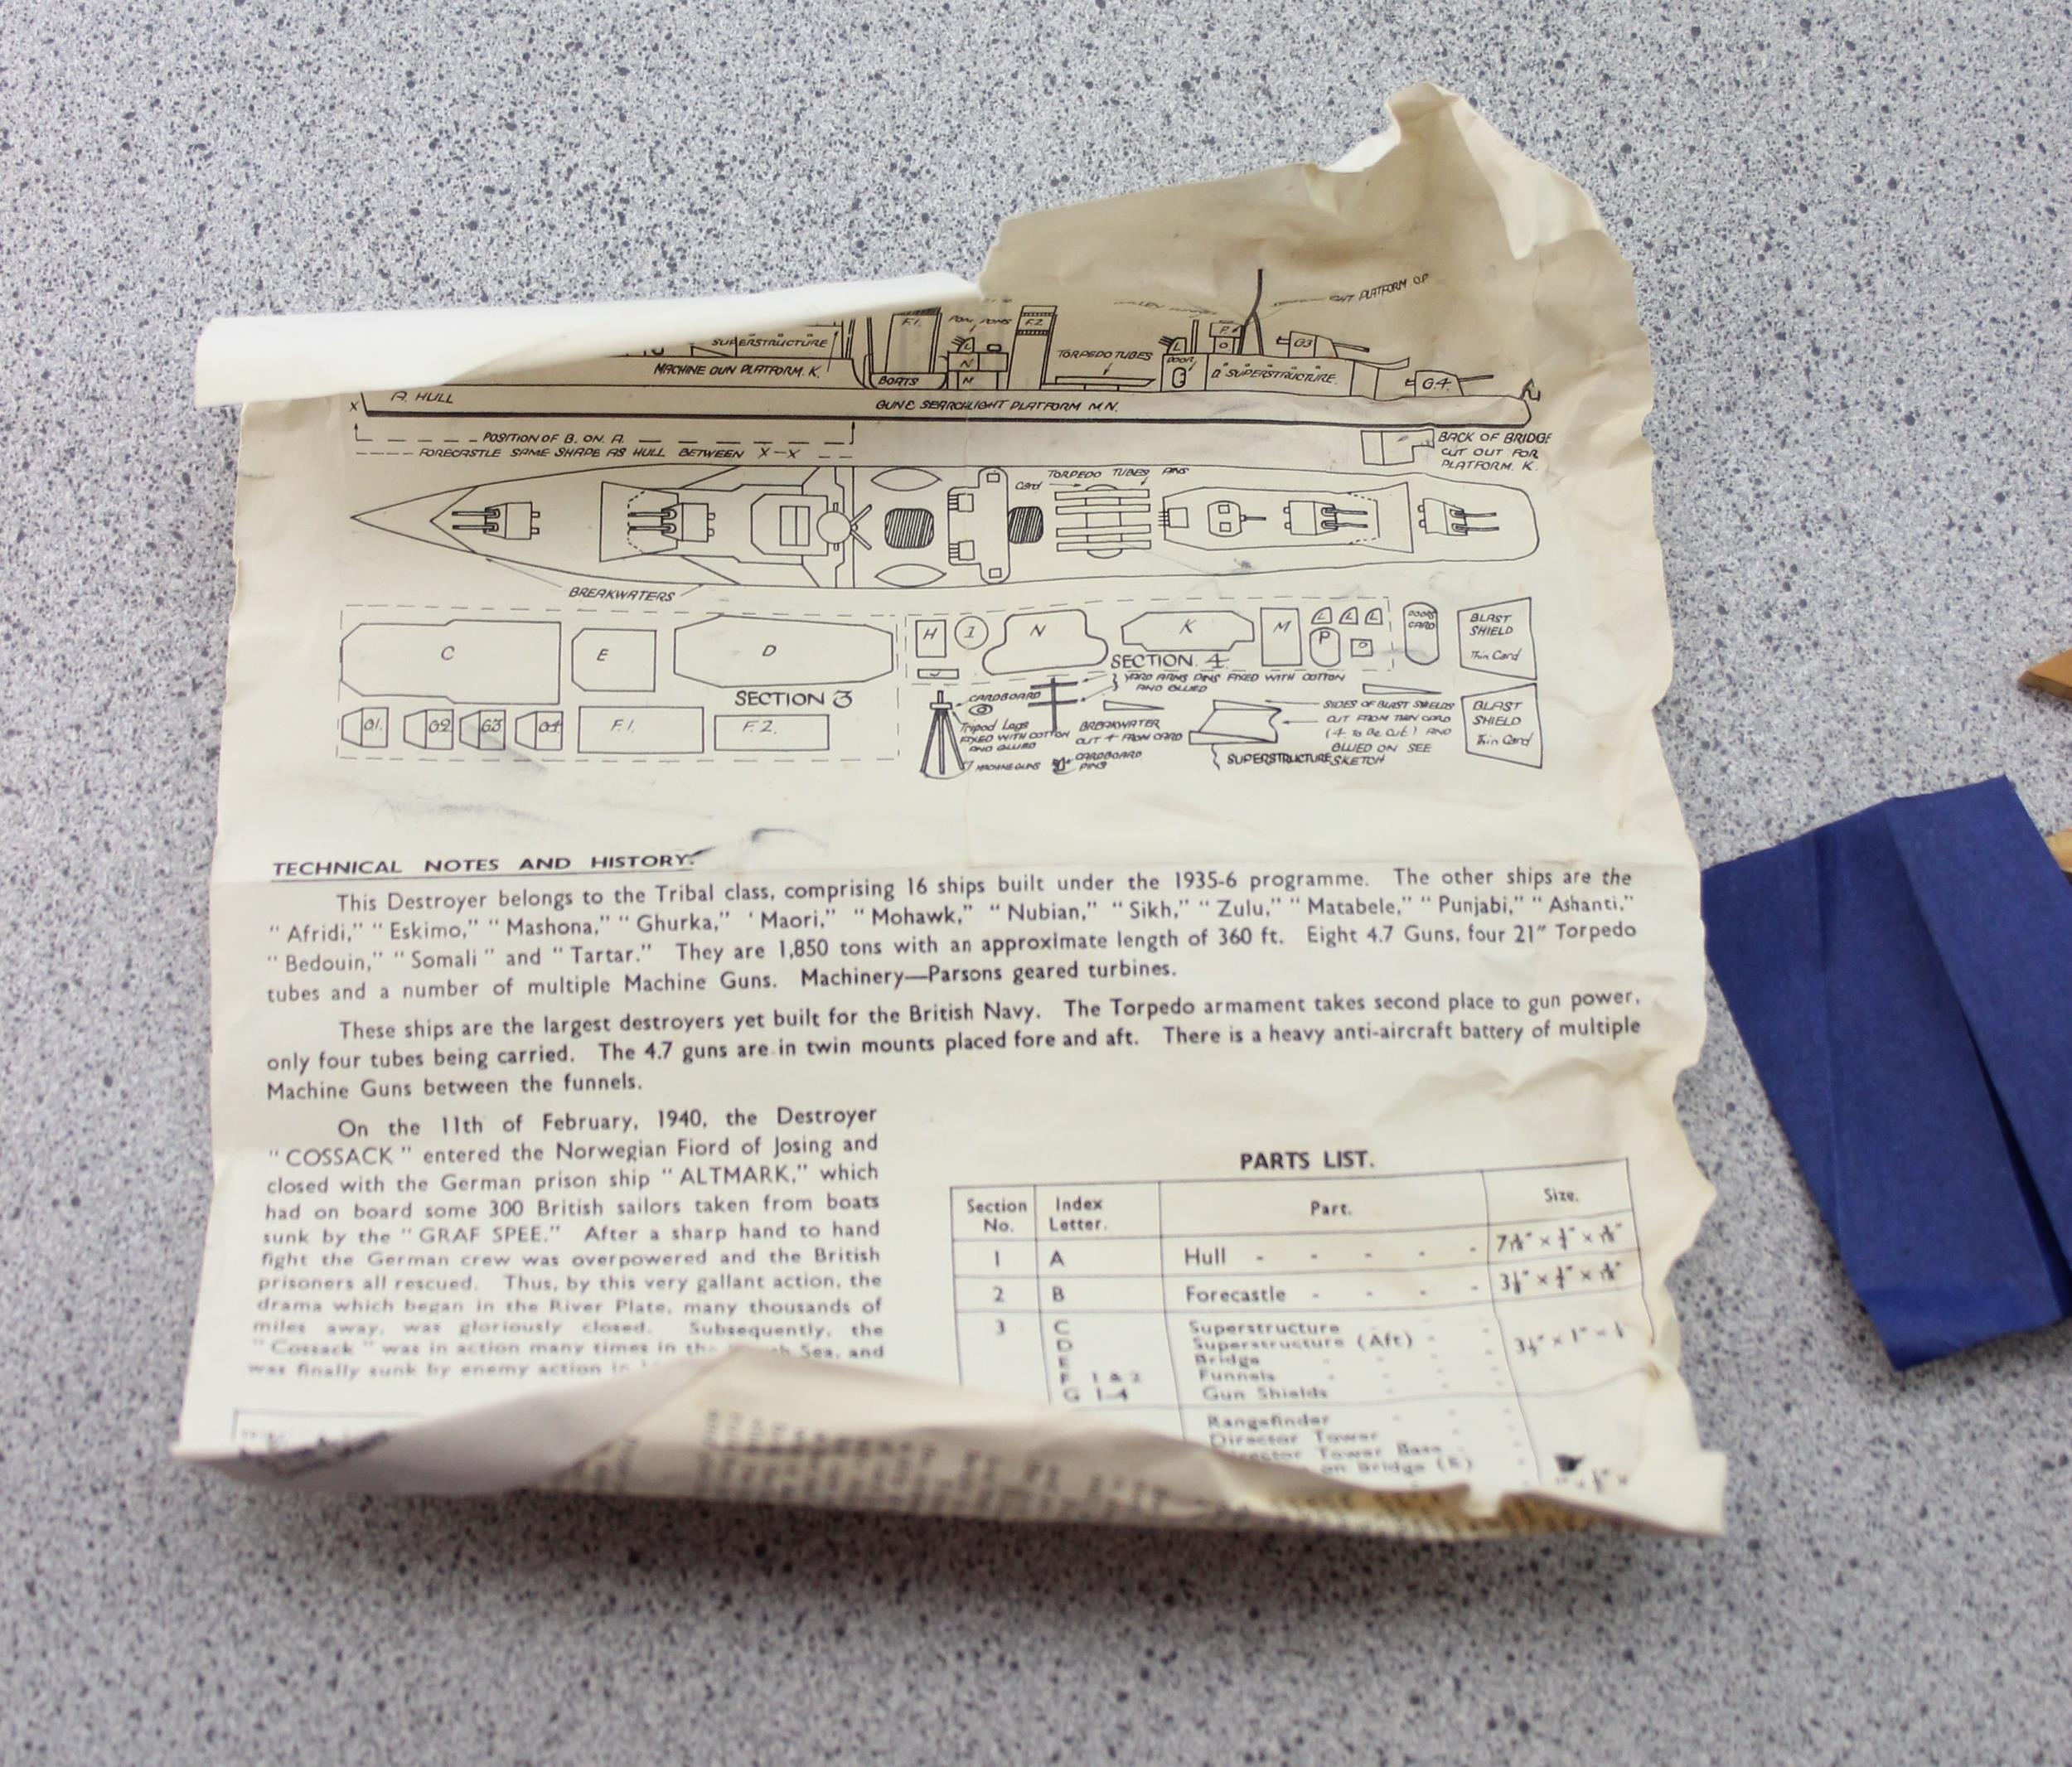 F.1.
POM POMS
F.2
PLATFORM O.P
SUPERSTRUCTURE
MACHINE GUN PLATFORM. K.
BOATS
L
N
M
TORPEDO TUBES
L
DOOR
P.
O
G3
D SUPERSTRUCTURE.
G4.
A. HULL
X
GUN & SEARCHLIGHT PLATFORM M.N.
POSITION OF B. ON. A.
FORECASTLE SAME SHAPE AS HULL BETWEEN X—X
BACK OF BRIDGE
CUT OUT FOR
PLATFORM. K.
TORPEDO TUBES PINS
Card
BREAKWATERS
C
E
D
SECTION 3
G1.
G2
G3
G4
F.1.
F.2.
H
I
J
N
K
M
L
L
L
P
O
SECTION. 4.
DOORS
CARD
BLAST
SHIELD
Thin Card
BLAST
SHIELD
Thin Card
YARD ARMS PINS FIXED WITH COTTON
AND GLUED
CARDBOARD
Tripod Legs
FIXED WITH COTTON
AND GLUED
MACHINE GUNS
CARDBOARD
PINS
BREAKWATER
CUT 4 FROM CARD
SIDES OF BLAST SHIELDS
CUT FROM THIN CARD
(4 To Be Cut) AND
GLUED ON SEE
SKETCH
SUPERSTRUCTURE
TECHNICAL NOTES AND HISTORY.
This Destroyer belongs to the Tribal class, comprising 16 ships built under the 1935-6 programme. The other ships are the
" Afridi," " Eskimo," " Mashona," " Ghurka," ' Maori," " Mohawk," " Nubian," " Sikh," " Zulu," " Matabele," " Punjabi," " Ashanti,"
" Bedouin," " Somali " and " Tartar." They are 1,850 tons with an approximate length of 360 ft. Eight 4.7 Guns, four 21" Torpedo
tubes and a number of multiple Machine Guns. Machinery—Parsons geared turbines.
These ships are the largest destroyers yet built for the British Navy. The Torpedo armament takes second place to gun power,
only four tubes being carried. The 4.7 guns are in twin mounts placed fore and aft. There is a heavy anti-aircraft battery of multiple
Machine Guns between the funnels.
On the 11th of February, 1940, the Destroyer
" COSSACK " entered the Norwegian Fiord of Josing and
closed with the German prison ship " ALTMARK," which
had on board some 300 British sailors taken from boats
sunk by the " GRAF SPEE." After a sharp hand to hand
fight the German crew was overpowered and the British
prisoners all rescued. Thus, by this very gallant action, the
drama which began in the River Plate, many thousands of
miles away, was gloriously closed. Subsequently, the
" Cossack " was in action many times in the Sea, and
was finally sunk by enemy action in
PARTS LIST.
Section No. Index Letter. Part. Size.
1 A Hull - - - - -
2 B Forecastle - - - -
3 C Superstructure
D Superstructure (Aft) -
E Bridge
F 1 & 2 Funnels
G 1-4 Gun Shields
Rangefinder
Director Tower
Tower Base
on Bridge (E)